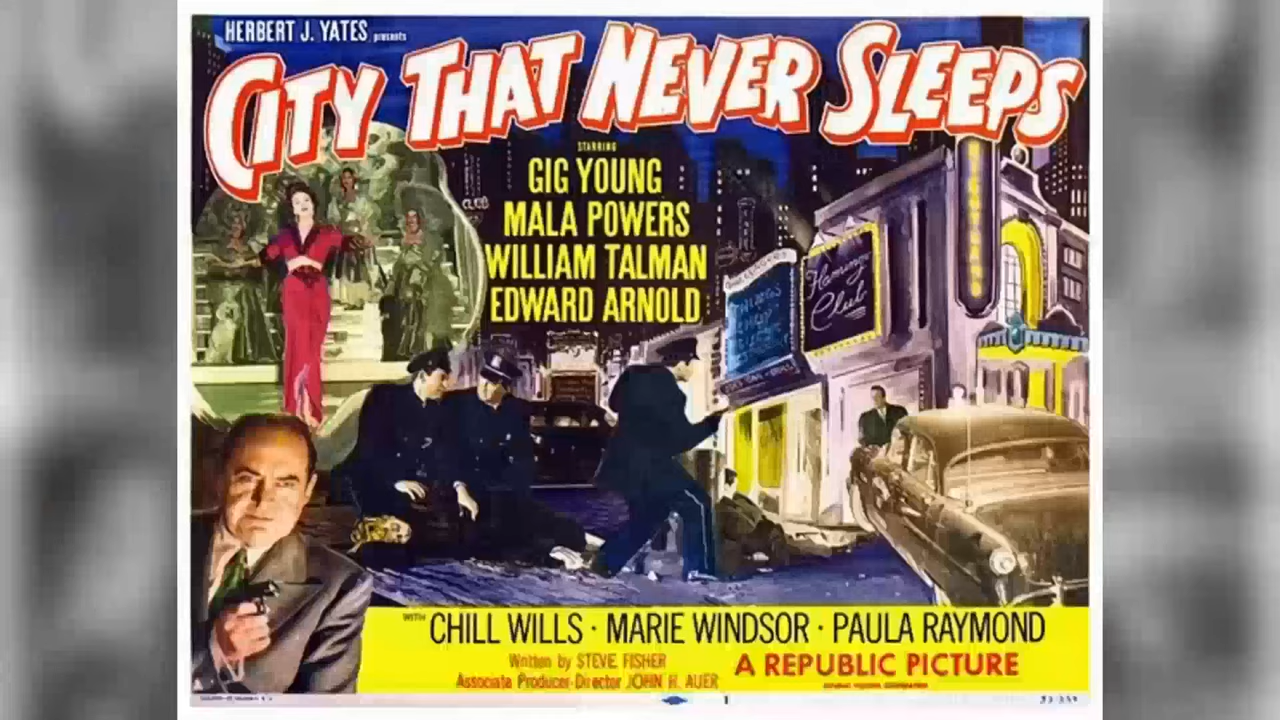 HERBERT J. YATES presents
CITY THAT NEVER SLEEPS
STARRING
GIG YOUNG
MALA POWERS
WILLIAM TALMAN
EDWARD ARNOLD
CLUB
Flamingo
Club
WITH CHILL WILLS · MARIE WINDSOR · PAULA RAYMOND
Written by STEVE FISHER
Associate Producer-Director JOHN H. AUER
A REPUBLIC PICTURE